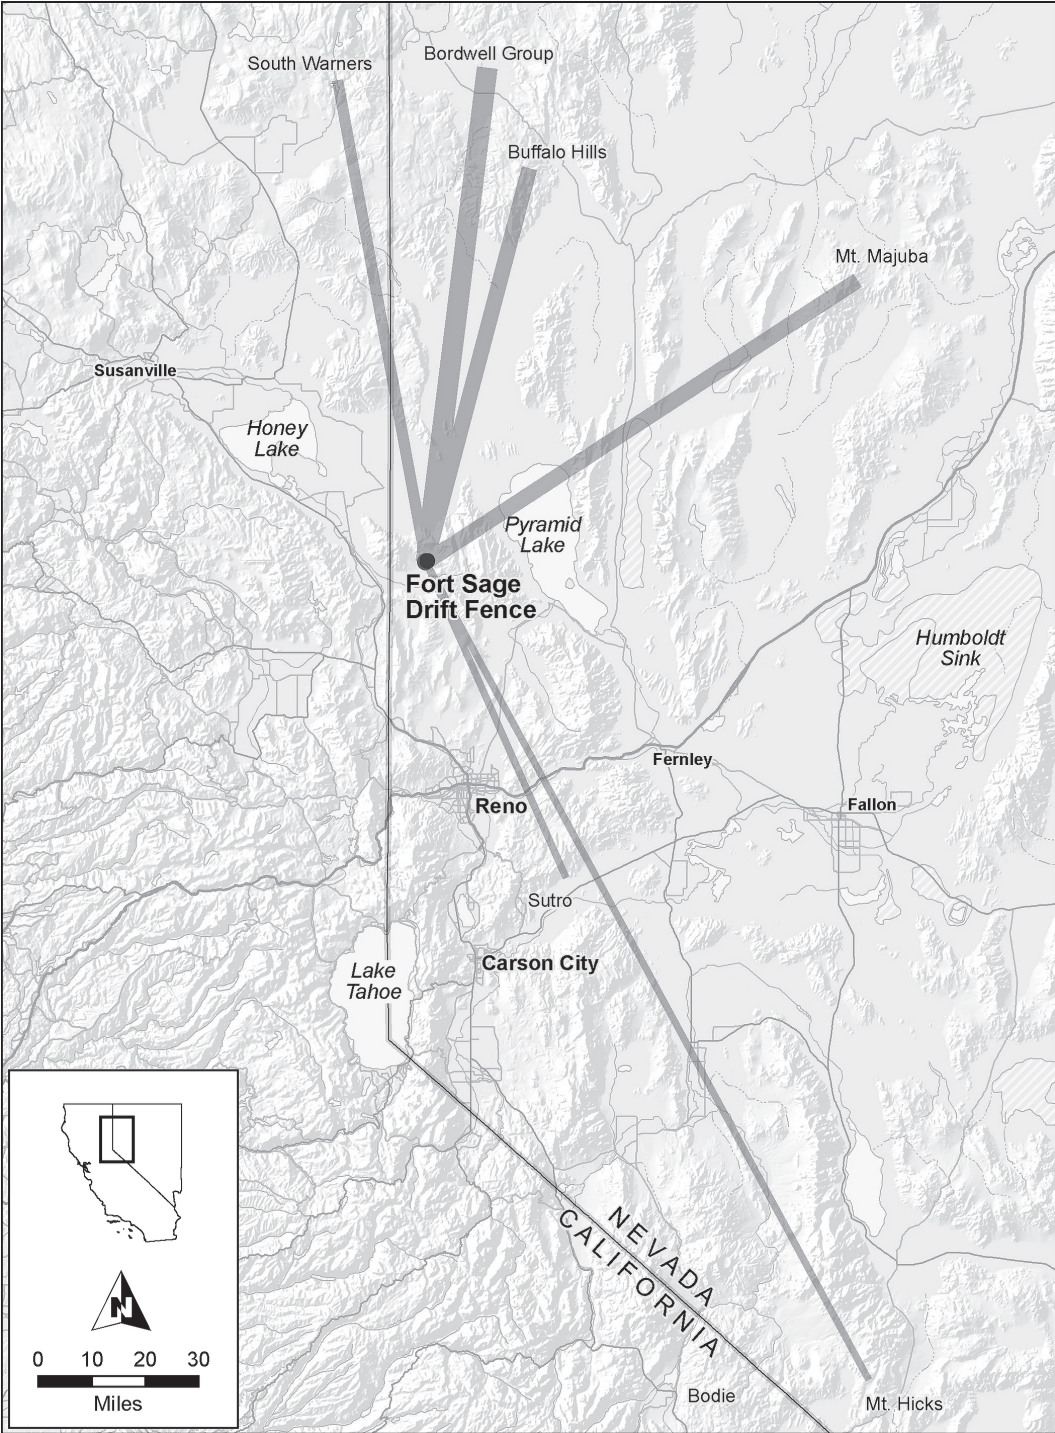 South Warners
Bordwell Group
Buffalo Hills
Mt. Majuba
Susanville
Honey
Lake
Pyramid
Lake
Fort Sage
Drift Fence
Humboldt
Sink
Fernley
Reno
Fallon
Sutro
Carson City
Lake
Tahoe
NEVADA
CALIFORNIA
N
0 10 20 30
Miles
Bodie
Mt. Hicks